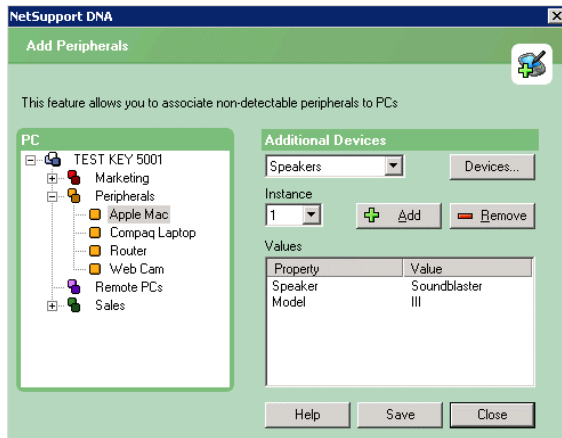 NetSupport DNA
Add Peripherals
This feature allows you to associate non-detectable peripherals to PCs
PC
TEST KEY 5001
Marketing
Peripherals
Apple Mac
Compaq Laptop
Router
Web Cam
Remote PCs
Sales
Additional Devices
Speakers
Devices...
Instance
1
Add
Remove
Values
Property Value
Speaker Soundblaster
Model III
Help Save Close